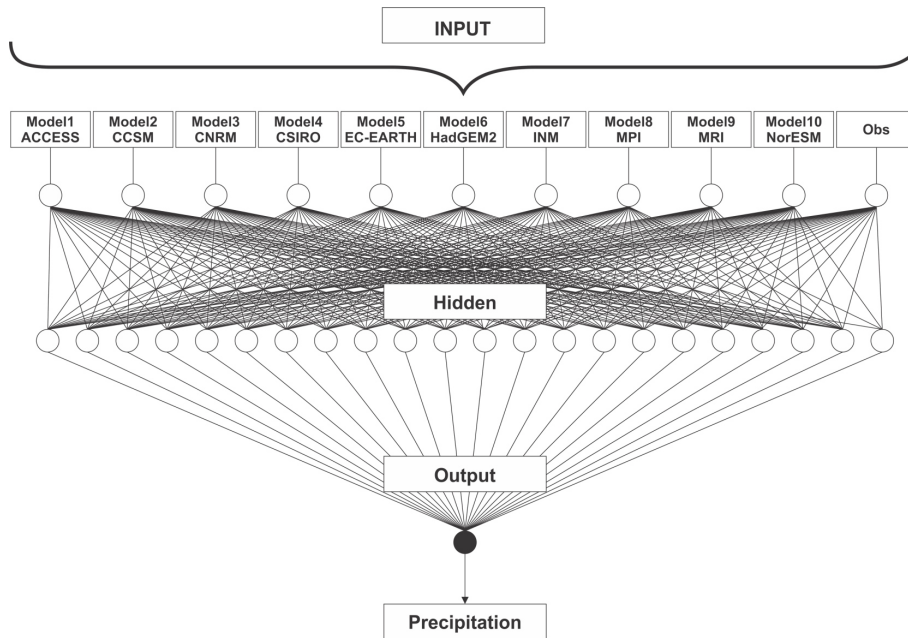 INPUT
Model1 Model2 Model3 Model4 Model5 Model6 Model7 Model8 Model9 Model10 Obs
ACCESS CCSM CNRM CSIRO EC-EARTH HadGEM2 INM MPI MRI NorESM
Hidden
Output
Precipitation